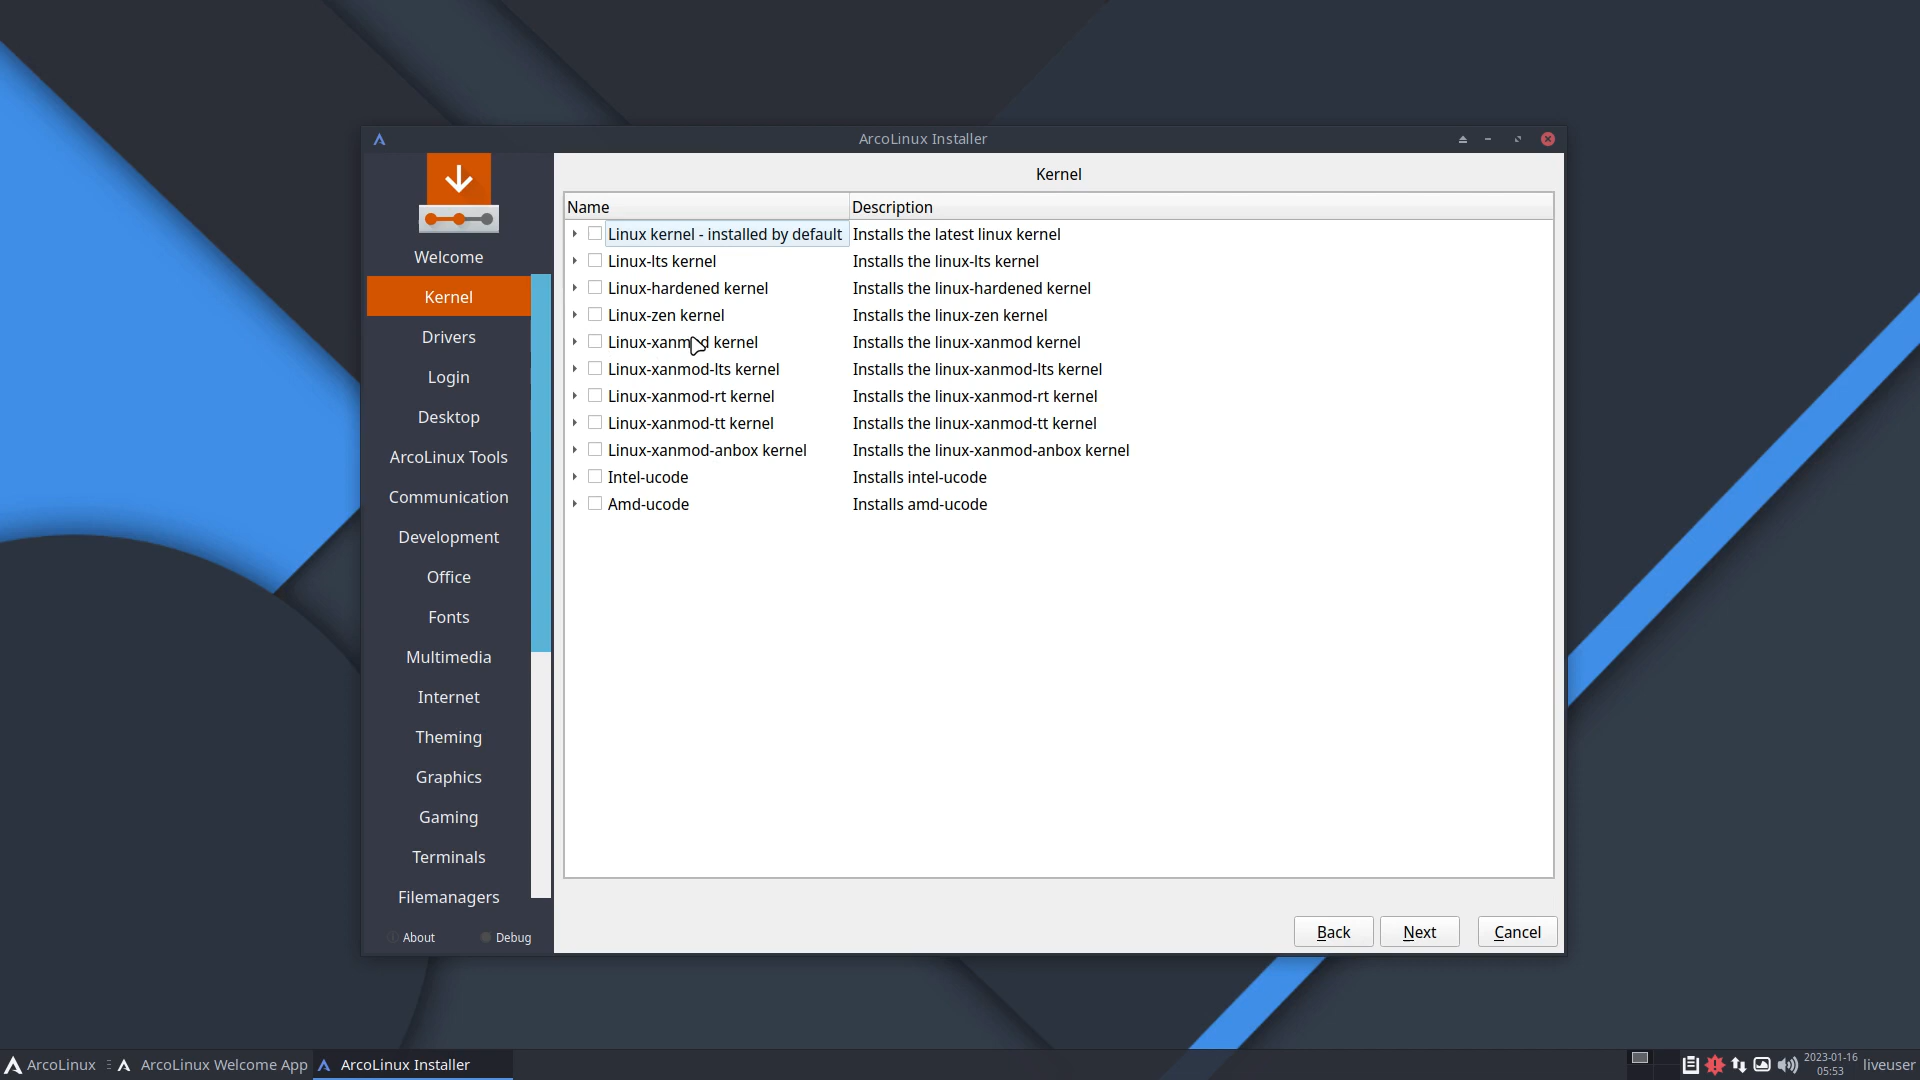 ArcoLinux Installer
Welcome
Kernel
Drivers
Login
Desktop
ArcoLinux Tools
Communication
Development
Office
Fonts
Multimedia
Internet
Theming
Graphics
Gaming
Terminals
Filemanagers
About Debug
Kernel
Name Description
Linux kernel - installed by default Installs the latest linux kernel
Linux-lts kernel Installs the linux-lts kernel
Linux-hardened kernel Installs the linux-hardened kernel
Linux-zen kernel Installs the linux-zen kernel
Linux-xanmod kernel Installs the linux-xanmod kernel
Linux-xanmod-lts kernel Installs the linux-xanmod-lts kernel
Linux-xanmod-rt kernel Installs the linux-xanmod-rt kernel
Linux-xanmod-tt kernel Installs the linux-xanmod-tt kernel
Linux-xanmod-anbox kernel Installs the linux-xanmod-anbox kernel
Intel-ucode Installs intel-ucode
Amd-ucode Installs amd-ucode
Back Next Cancel
ArcoLinux ArcoLinux Welcome App ArcoLinux Installer
2023-01-16
05:53
liveuser